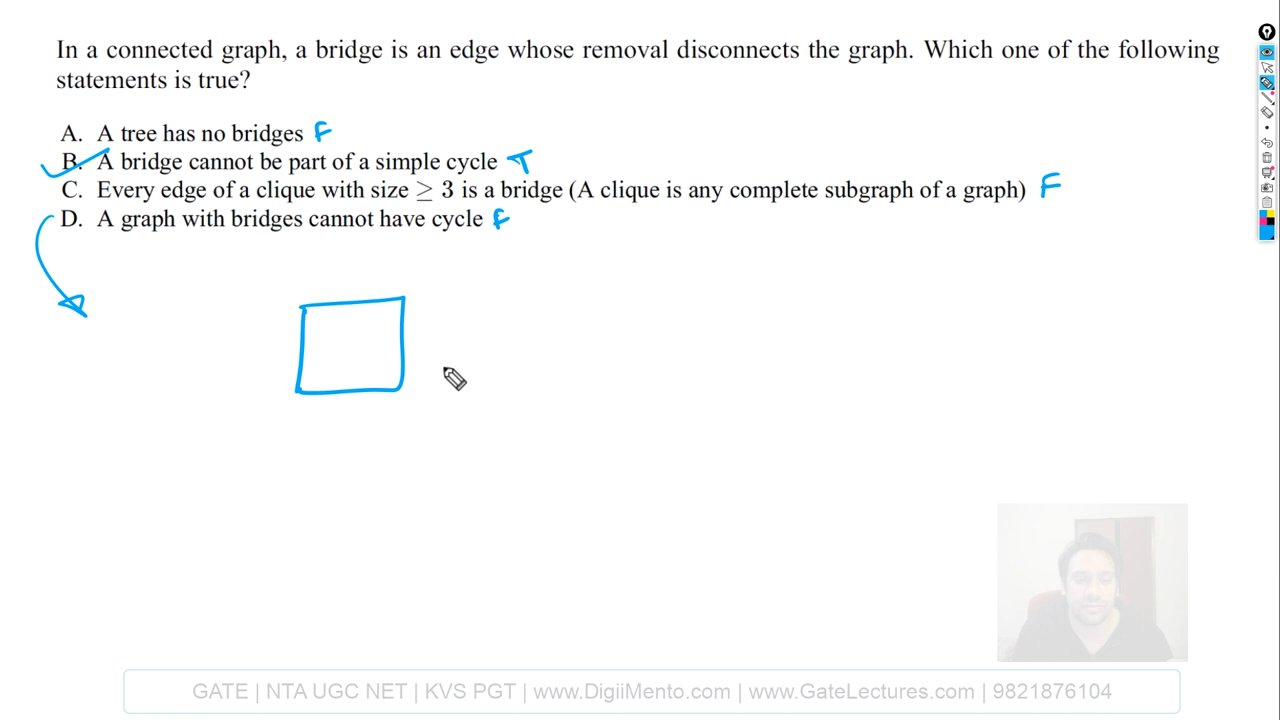 In a connected graph, a bridge is an edge whose removal disconnects the graph. Which one of the following
statements is true?
A. A tree has no bridges F
B. A bridge cannot be part of a simple cycle T
C. Every edge of a clique with size ≥ 3 is a bridge (A clique is any complete subgraph of a graph) F
D. A graph with bridges cannot have cycle F
GATE | NTA UGC NET | KVS PGT | www.DigiiMento.com | www.GateLectures.com | 9821876104